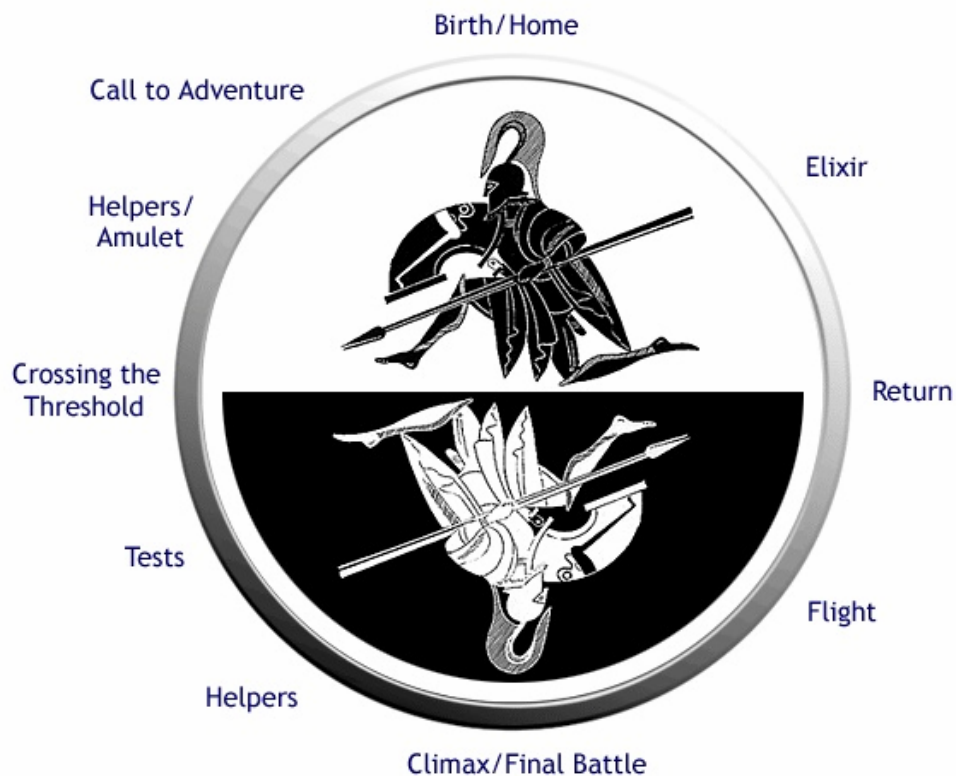 Birth/Home
Call to Adventure
Elixir
Helpers/
Amulet
Crossing the
Threshold
Return
Tests
Flight
Helpers
Climax/Final Battle